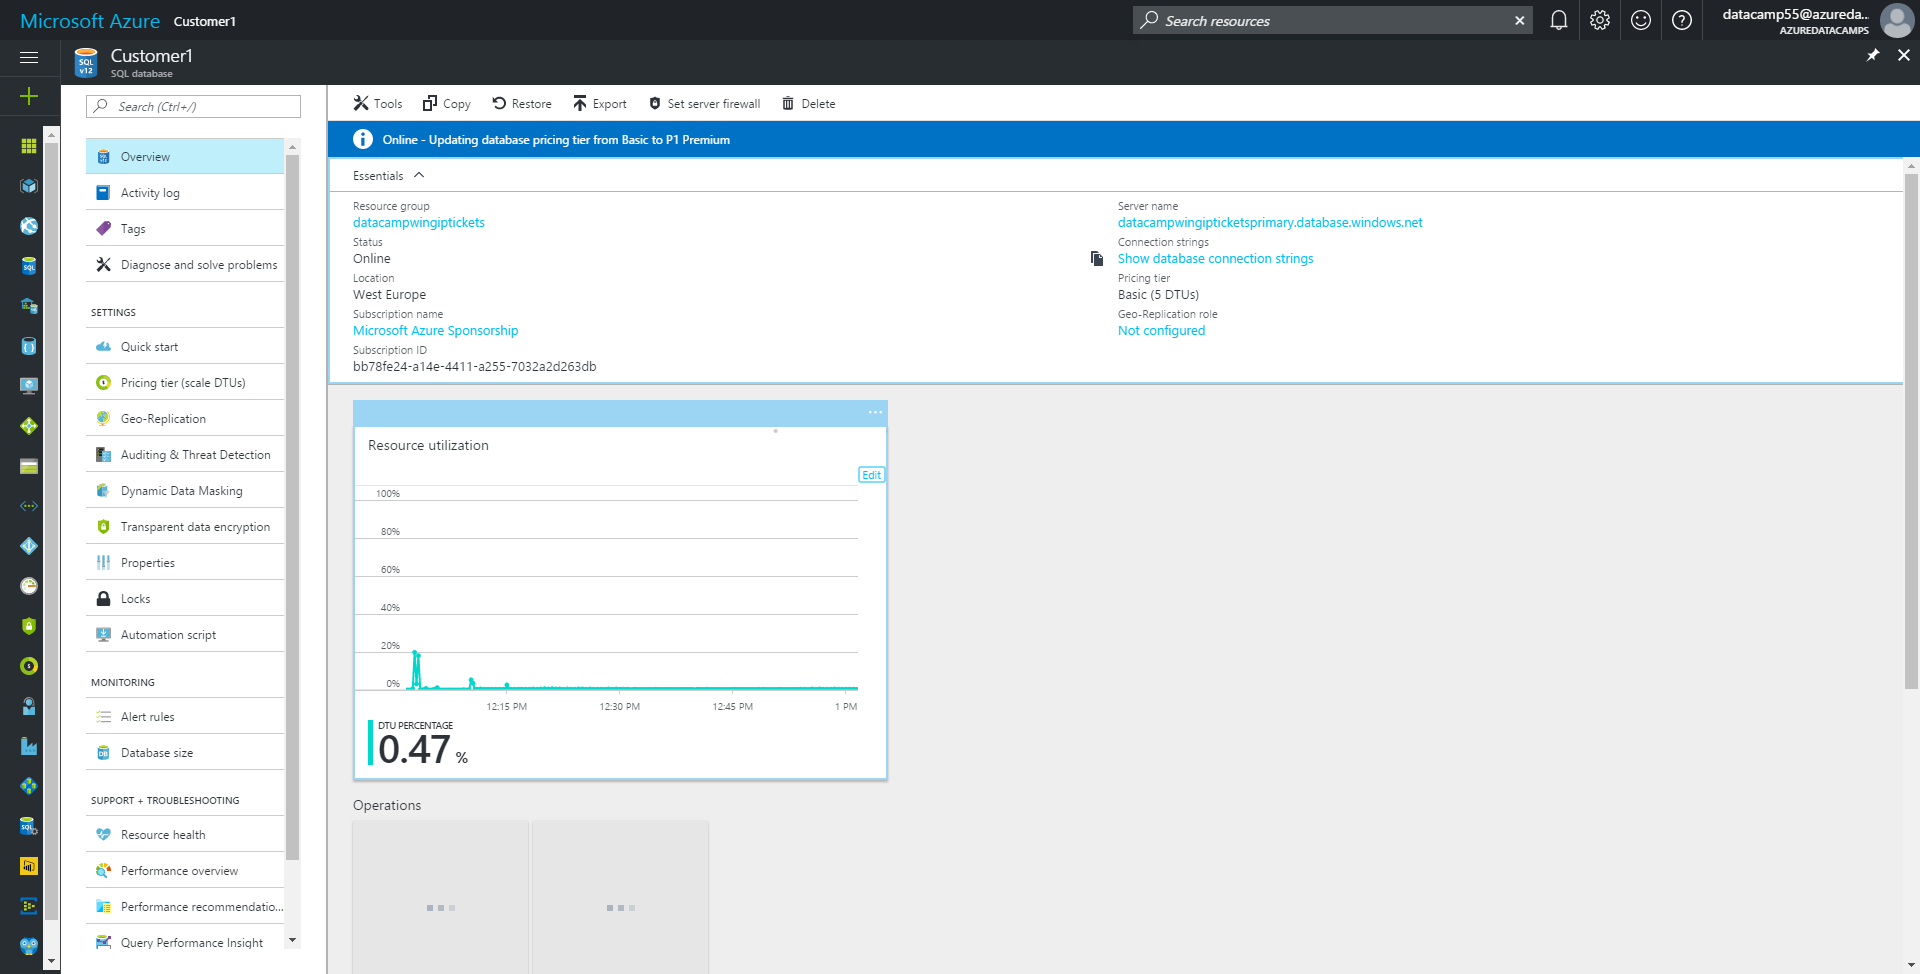 Microsoft Azure Customer1
Search resources
datacamp55@azureda...
AZUREDATACAMPS
SQL v12
Customer1
SQL database
Search (Ctrl+/)
Overview
Activity log
Tags
Diagnose and solve problems
SETTINGS
Quick start
Pricing tier (scale DTUs)
Geo-Replication
Auditing & Threat Detection
Dynamic Data Masking
Transparent data encryption
Properties
Locks
Automation script
MONITORING
Alert rules
Database size
SUPPORT + TROUBLESHOOTING
Resource health
Performance overview
Performance recommendatio...
Query Performance Insight
Tools Copy Restore Export Set server firewall Delete
Online - Updating database pricing tier from Basic to P1 Premium
Essentials
Resource group
datacampwingiptickets
Status
Online
Location
West Europe
Subscription name
Microsoft Azure Sponsorship
Subscription ID
bb78fe24-a14e-4411-a255-7032a2d263db
Server name
datacampwingipticketsprimary.database.windows.net
Connection strings
Show database connection strings
Pricing tier
Basic (5 DTUs)
Geo-Replication role
Not configured
Resource utilization
Edit
100%
80%
60%
40%
20%
0%
12:15 PM 12:30 PM 12:45 PM 1 PM
DTU PERCENTAGE
0.47 %
Operations